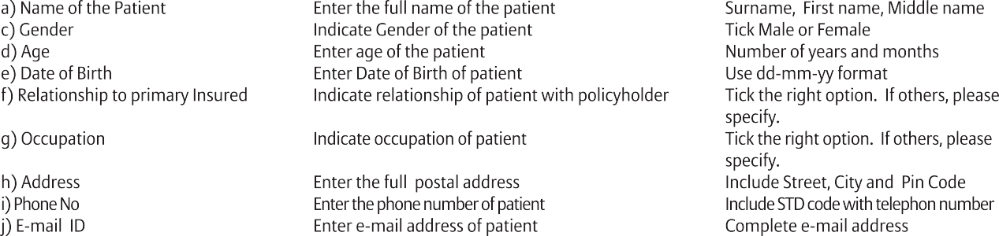 a) Name of the Patient Enter the full name of the patient Surname, First name, Middle name
c) Gender Indicate Gender of the patient Tick Male or Female
d) Age Enter age of the patient Number of years and months
e) Date of Birth Enter Date of Birth of patient Use dd-mm-yy format
f) Relationship to primary Insured Indicate relationship of patient with policyholder Tick the right option. If others, please
specify.
g) Occupation Indicate occupation of patient Tick the right option. If others, please
specify.
h) Address Enter the full postal address Include Street, City and Pin Code
i) Phone No Enter the phone number of patient Include STD code with telephon number
j) E-mail ID Enter e-mail address of patient Complete e-mail address